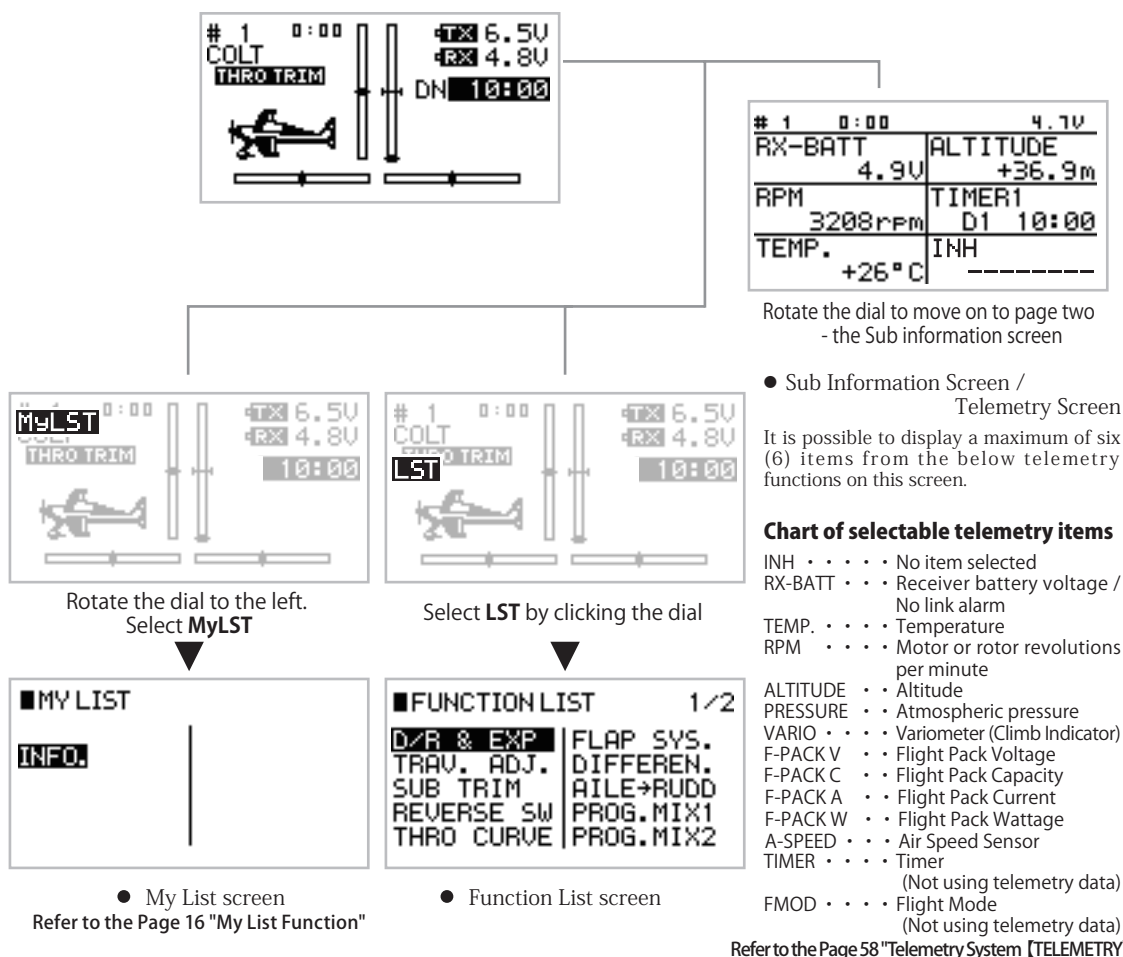 # 1 0:00
COLT
THRO TRIM
TX 6.5V
RX 4.8V
DN 10:00
# 1 0:00 4.7V
RX-BATT
4.9V
ALTITUDE
+36.9m
RPM
3208rpm
TIMER1
D1 10:00
TEMP.
+26°C
INH
--------
Rotate the dial to move on to page two
- the Sub information screen
● Sub Information Screen /
Telemetry Screen
It is possible to display a maximum of six
(6) items from the below telemetry
functions on this screen.
Chart of selectable telemetry items
INH ・・・・・ No item selected
RX-BATT ・・・ Receiver battery voltage /
No link alarm
TEMP. ・・・・ Temperature
RPM ・・・・ Motor or rotor revolutions
per minute
ALTITUDE ・・ Altitude
PRESSURE ・・ Atmospheric pressure
VARIO ・・・・ Variometer (Climb Indicator)
F-PACK V ・・ Flight Pack Voltage
F-PACK C ・・ Flight Pack Capacity
F-PACK A ・・ Flight Pack Current
F-PACK W ・・ Flight Pack Wattage
A-SPEED ・・・ Air Speed Sensor
TIMER ・・・・ Timer
(Not using telemetry data)
FMOD ・・・・ Flight Mode
(Not using telemetry data)
Refer to the Page 58 "Telemetry System【TELEMETRY
MyLST
0:00
THRO TRIM
TX 6.5V
RX 4.8V
10:00
Rotate the dial to the left.
Select MyLST
▼
■MY LIST
INFO.
● My List screen
Refer to the Page 16 "My List Function"
# 1 0:00
COLT
LST
O TRIM
TX 6.5V
RX 4.8V
10:00
Select LST by clicking the dial
▼
■FUNCTION LIST 1/2
D/R & EXP
TRAV. ADJ.
SUB TRIM
REVERSE SW
THRO CURVE
FLAP SYS.
DIFFEREN.
AILE→RUDD
PROG.MIX1
PROG.MIX2
● Function List screen